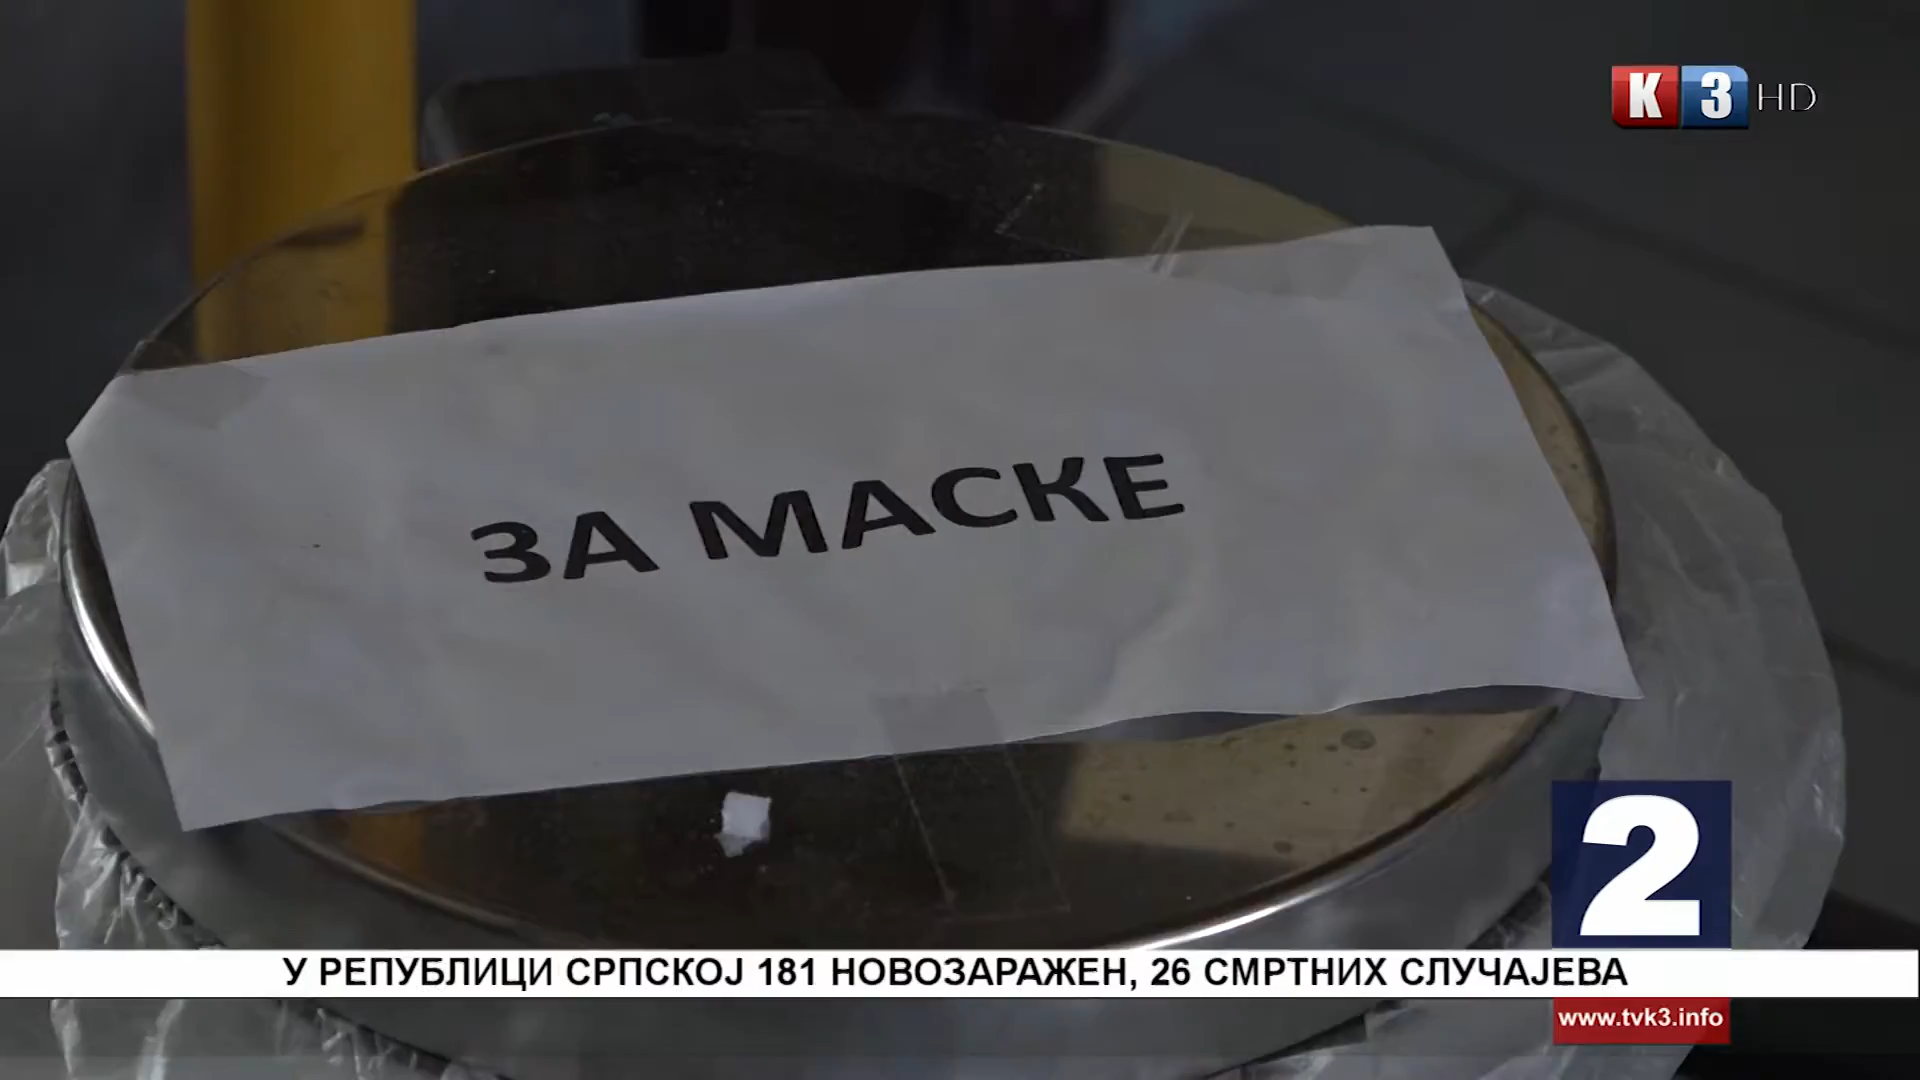 К3 HD
ЗА МАСКЕ
2
У РЕПУБЛИЦИ СРПСКОЈ 181 НОВОЗАРАЖЕН, 26 СМРТНИХ СЛУЧАЈЕВА
www.tvk3.info